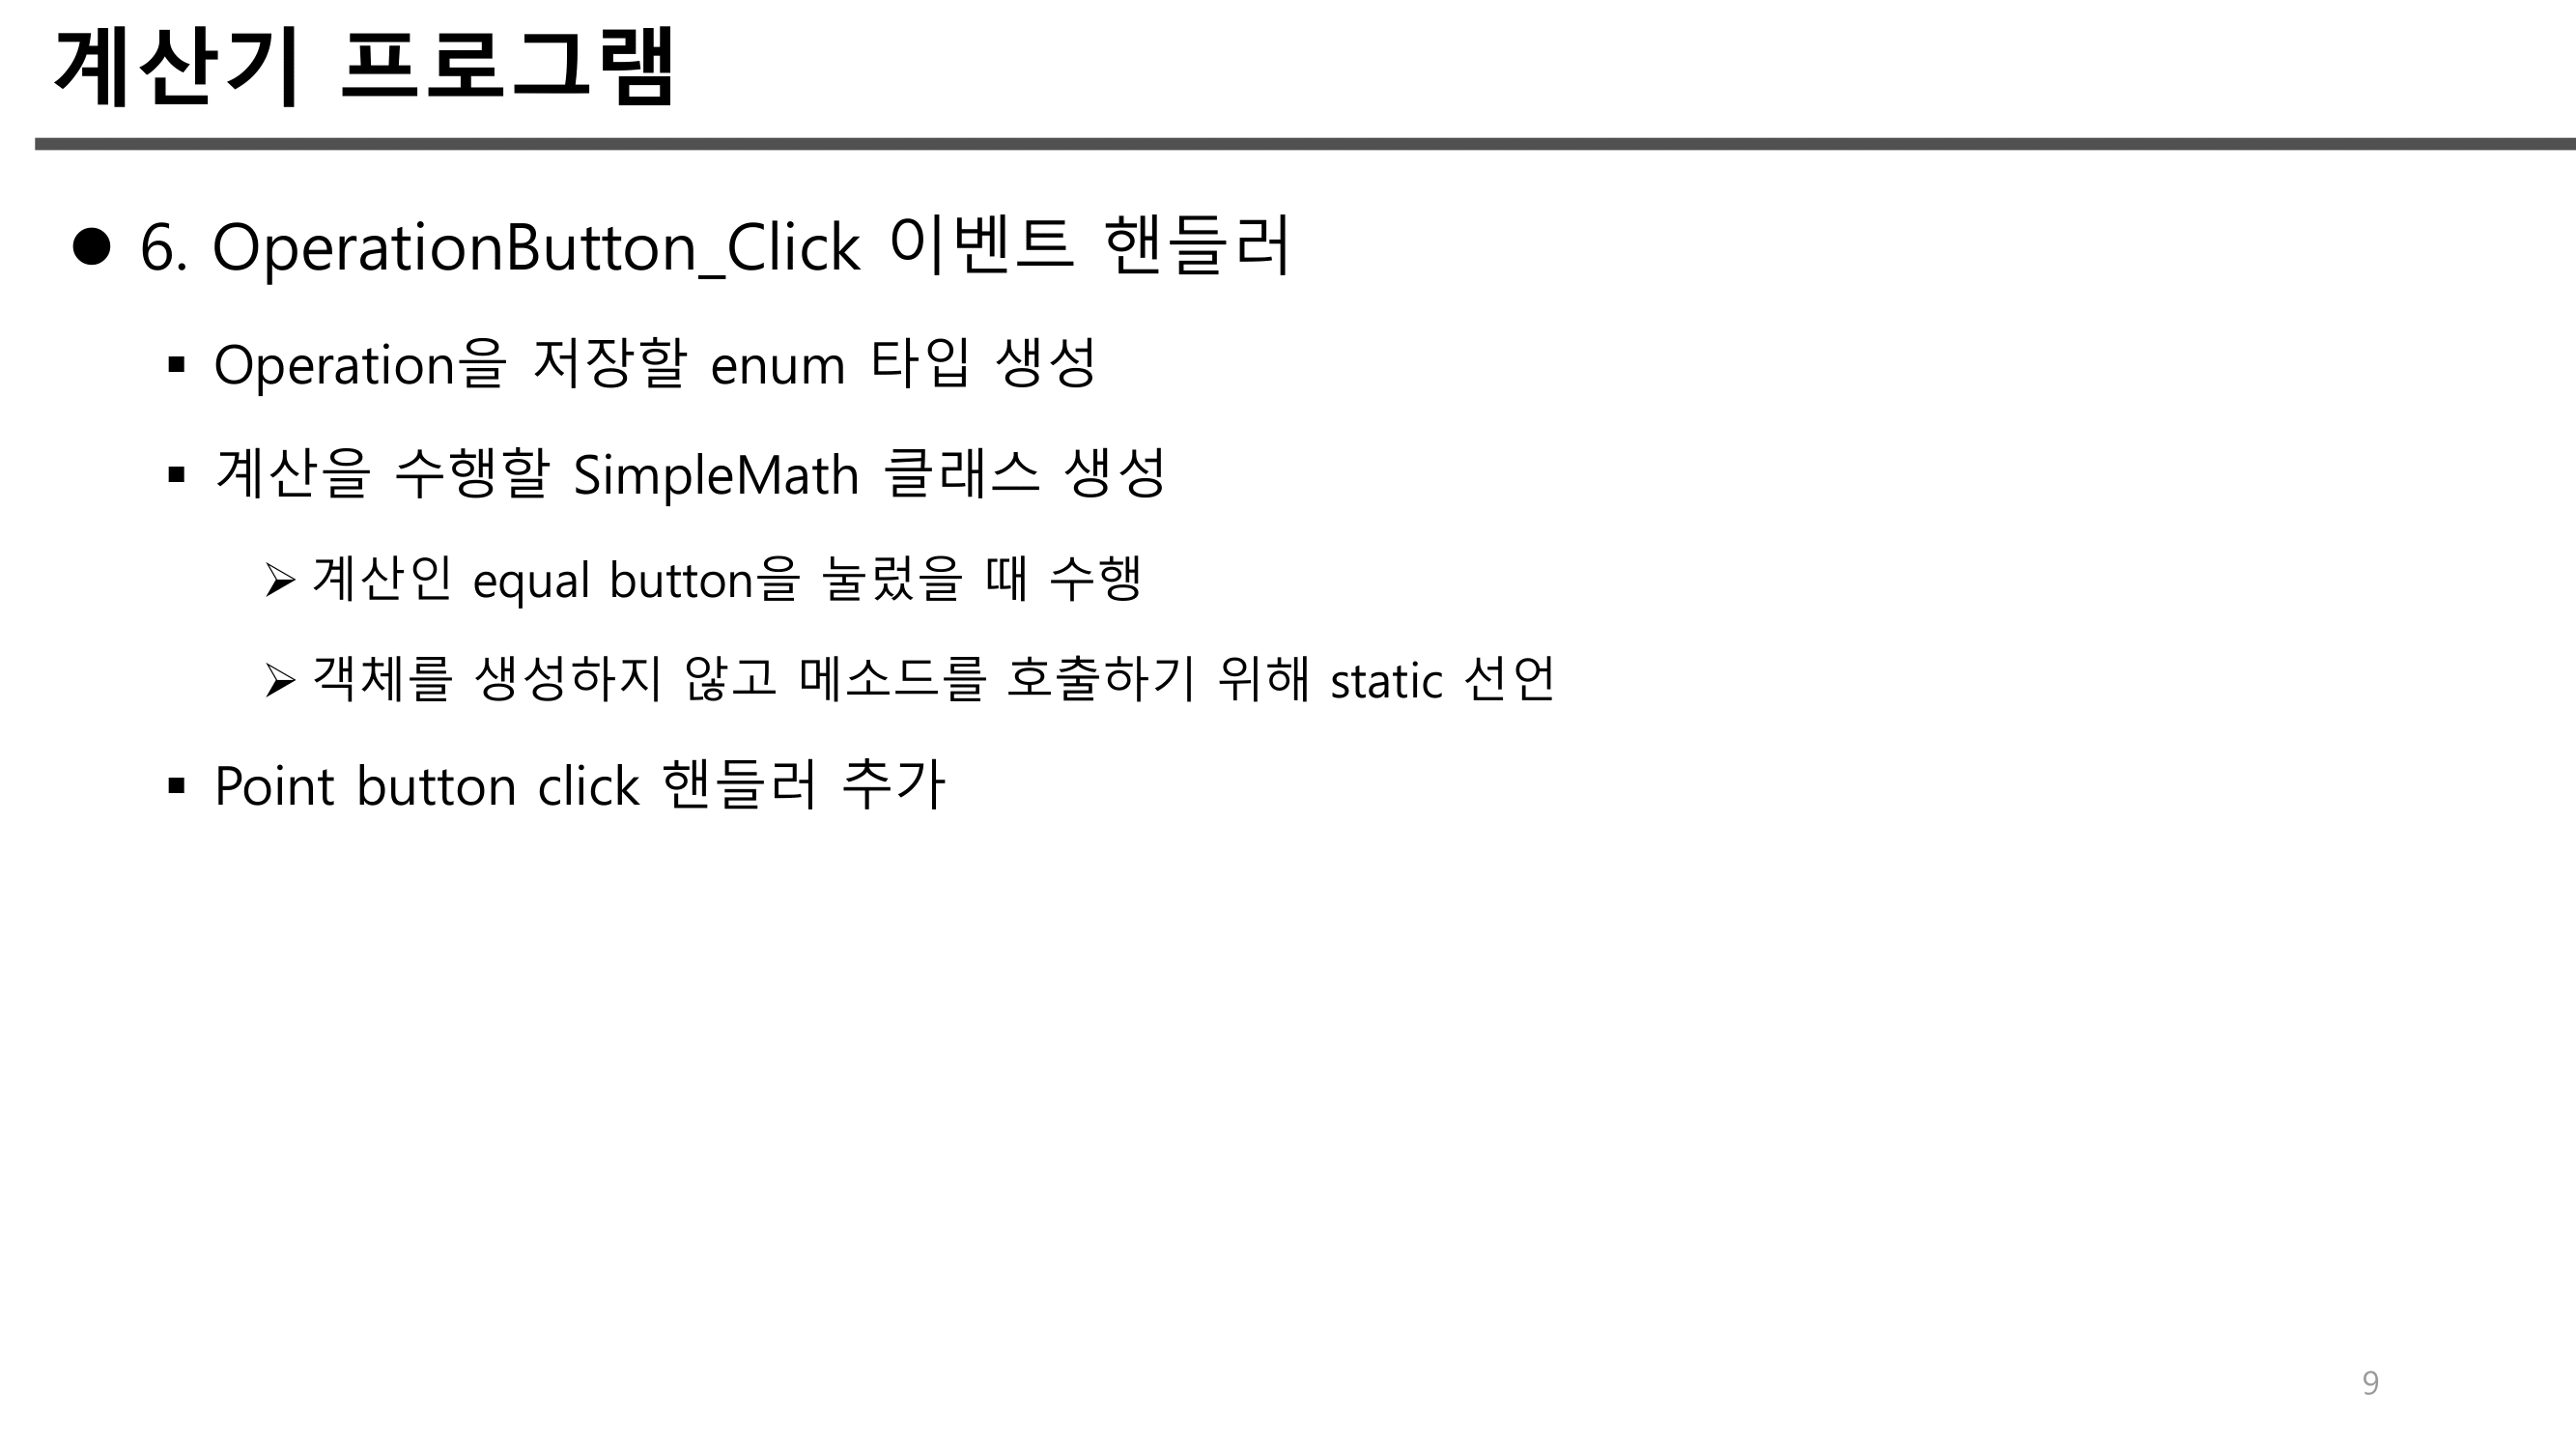 계산기 프로그램
● 6. OperationButton_Click 이벤트 핸들러
▪ Operation을 저장할 enum 타입 생성
▪ 계산을 수행할 SimpleMath 클래스 생성
➢ 계산인 equal button을 눌렀을 때 수행
➢ 객체를 생성하지 않고 메소드를 호출하기 위해 static 선언
▪ Point button click 핸들러 추가
9